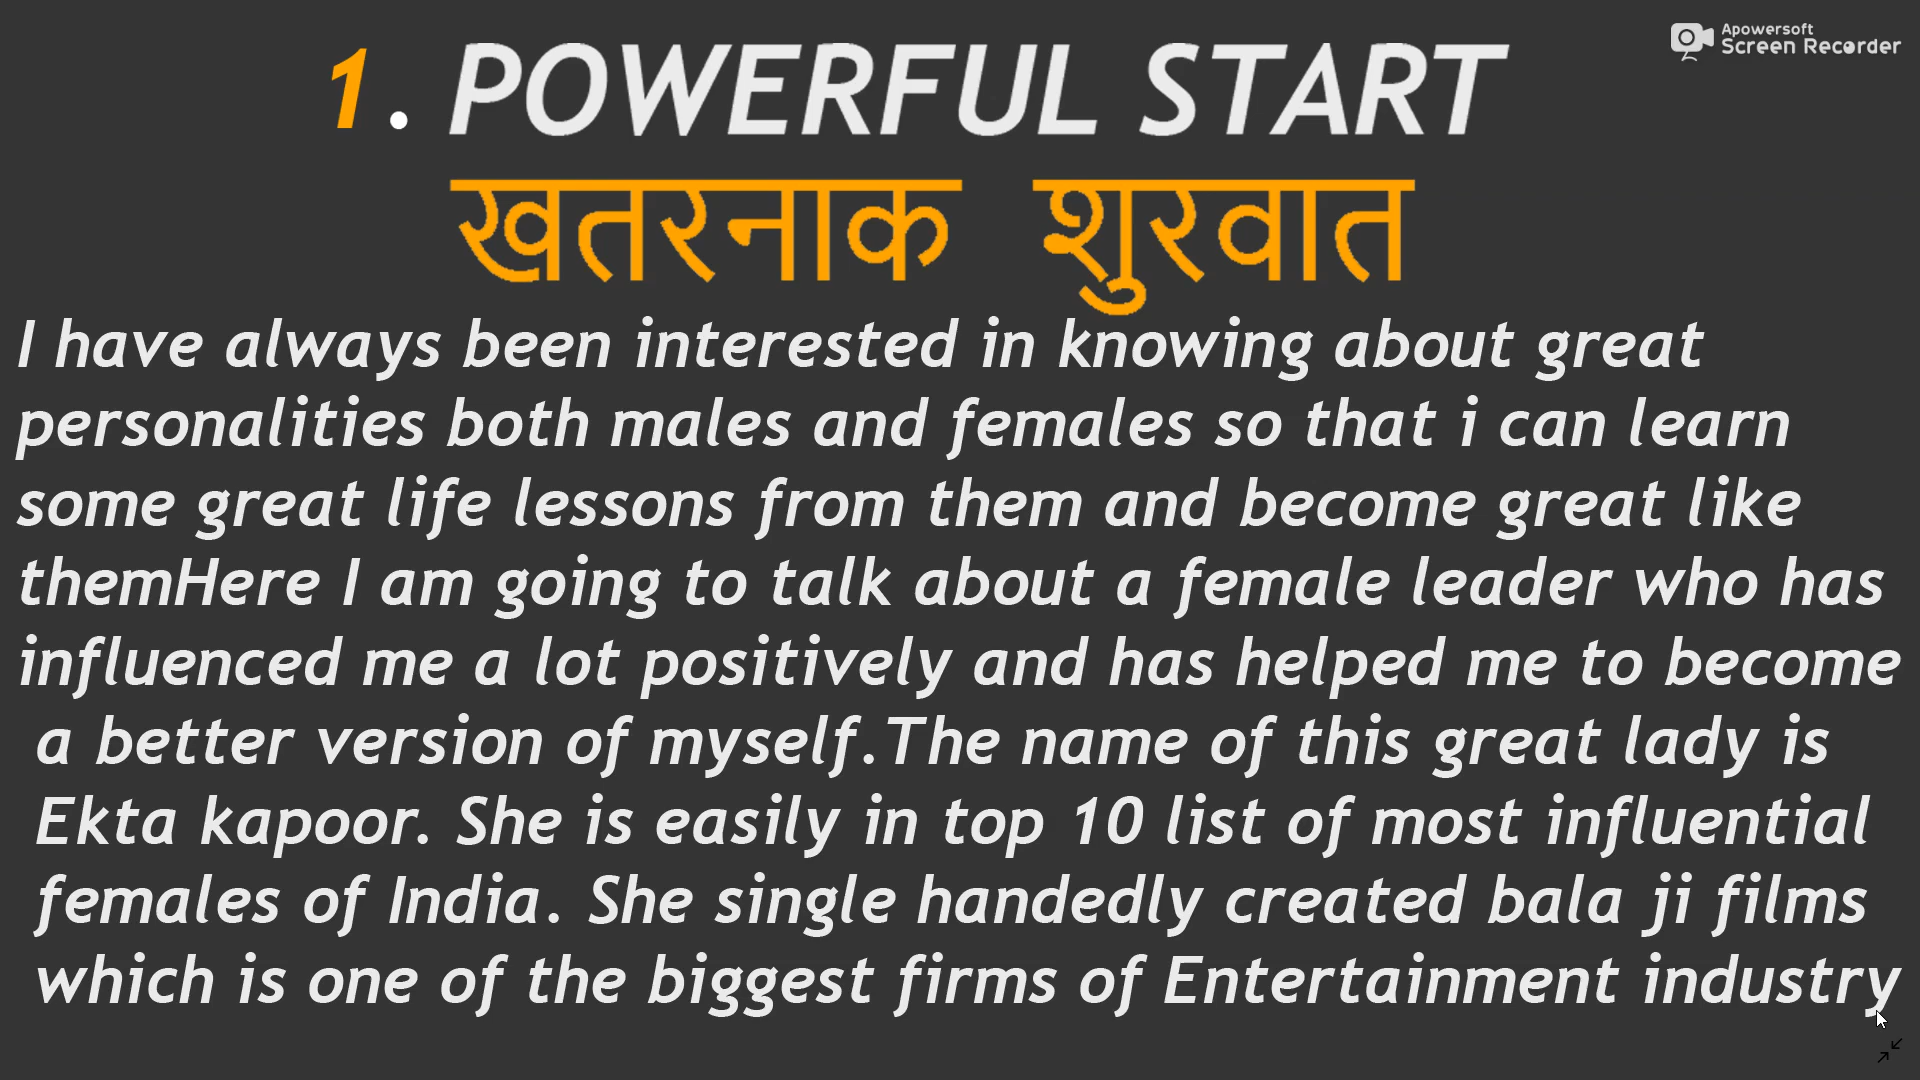 Apowersoft
Screen Recorder
1. POWERFUL START
खतरनाक शुरवात
I have always been interested in knowing about great
personalities both males and females so that i can learn
some great life lessons from them and become great like
themHere I am going to talk about a female leader who has
influenced me a lot positively and has helped me to become
a better version of myself.The name of this great lady is
Ekta kapoor. She is easily in top 10 list of most influential
females of India. She single handedly created bala ji films
which is one of the biggest firms of Entertainment industry